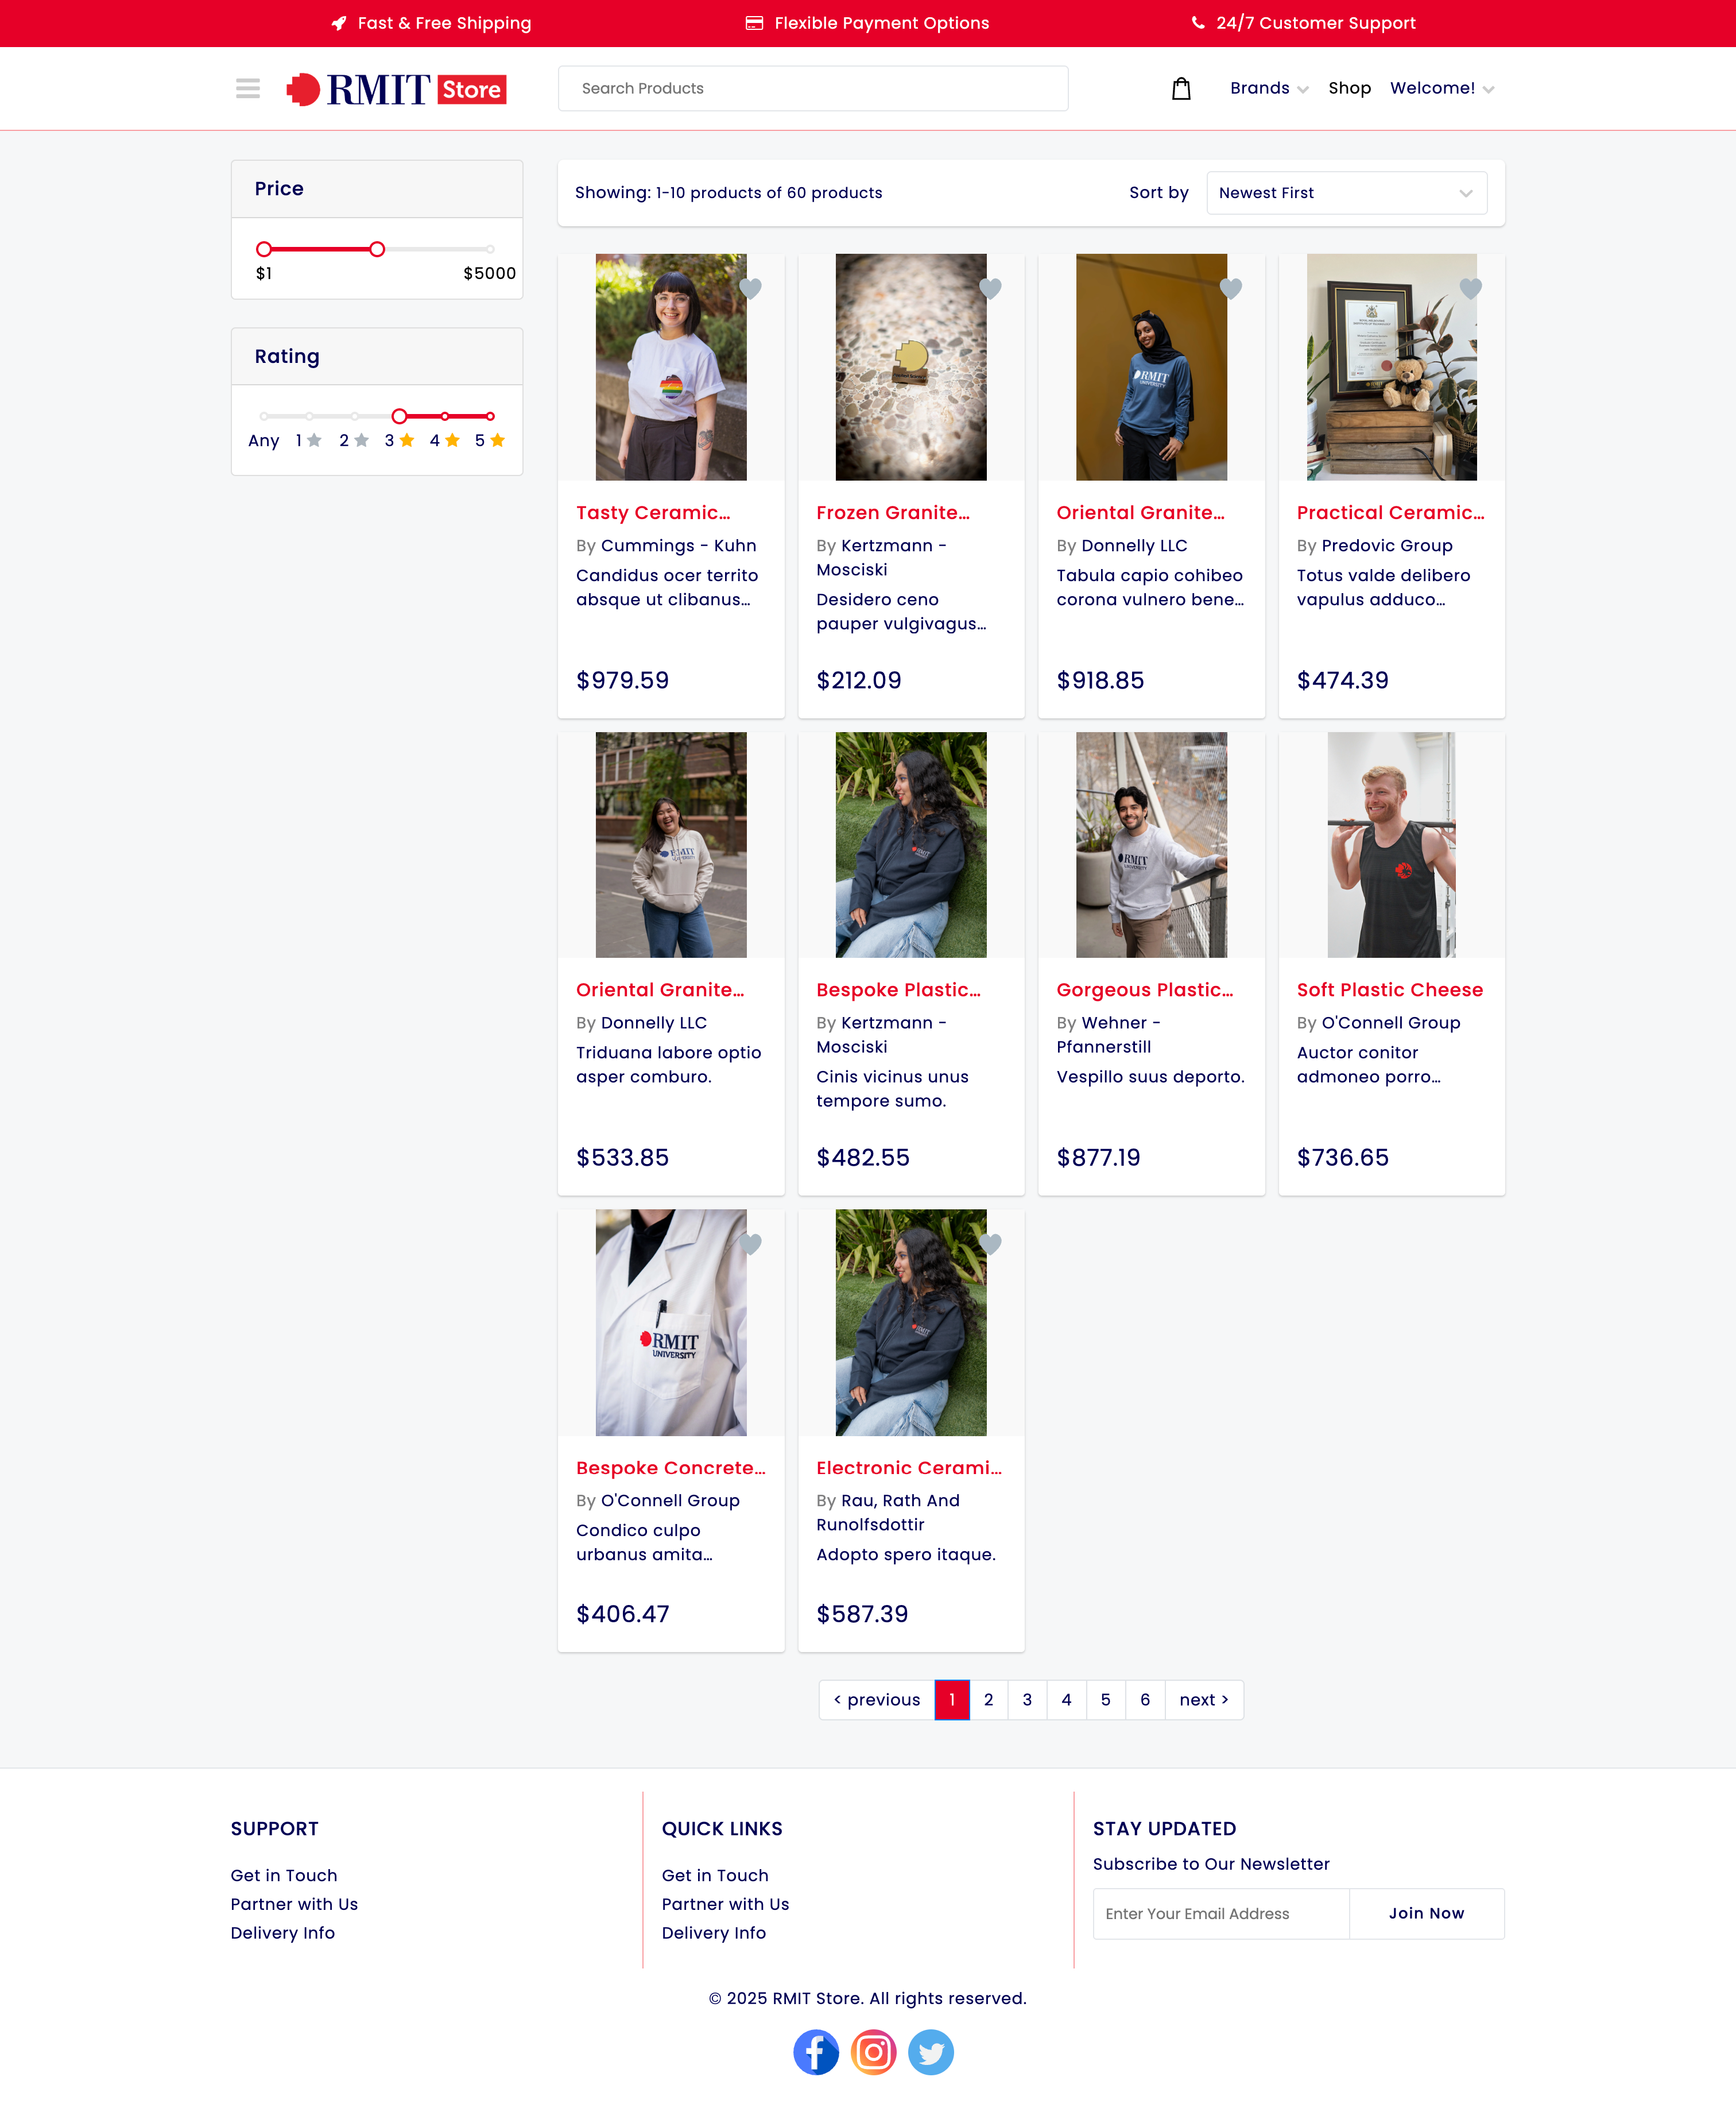 Fast & Free Shipping
Flexible Payment Options
24/7 Customer Support
RMIT Store
Search Products
Brands
Shop
Welcome!
Price
$1
$5000
Rating
Any 1 2 3 4 5
Showing: 1-10 products of 60 products
Sort by
Newest First
Tasty Ceramic...
By Cummings - Kuhn
Candidus ocer territo
absque ut clibanus...
$979.59
Frozen Granite...
By Kertzmann -
Mosciski
Desidero ceno
pauper vulgivagus...
$212.09
RMIT
UNIVERSITY
Oriental Granite...
By Donnelly LLC
Tabula capio cohibeo
corona vulnero bene...
$918.85
Practical Ceramic...
By Predovic Group
Totus valde delibero
vapulus adduco...
$474.39
RMIT
Oriental Granite...
By Donnelly LLC
Triduana labore optio
asper comburo.
$533.85
RMIT
Bespoke Plastic...
By Kertzmann -
Mosciski
Cinis vicinus unus
tempore sumo.
$482.55
RMIT
UNIVERSITY
Gorgeous Plastic...
By Wehner -
Pfannerstill
Vespillo suus deporto.
$877.19
Soft Plastic Cheese
By O'Connell Group
Auctor conitor
admoneo porro...
$736.65
RMIT
UNIVERSITY
Bespoke Concrete...
By O'Connell Group
Condico culpo
urbanus amita...
$406.47
RMIT
Electronic Cerami...
By Rau, Rath And
Runolfsdottir
Adopto spero itaque.
$587.39
< previous 1 2 3 4 5 6 next >
SUPPORT
Get in Touch
Partner with Us
Delivery Info
QUICK LINKS
Get in Touch
Partner with Us
Delivery Info
STAY UPDATED
Subscribe to Our Newsletter
Enter Your Email Address
Join Now
© 2025 RMIT Store. All rights reserved.